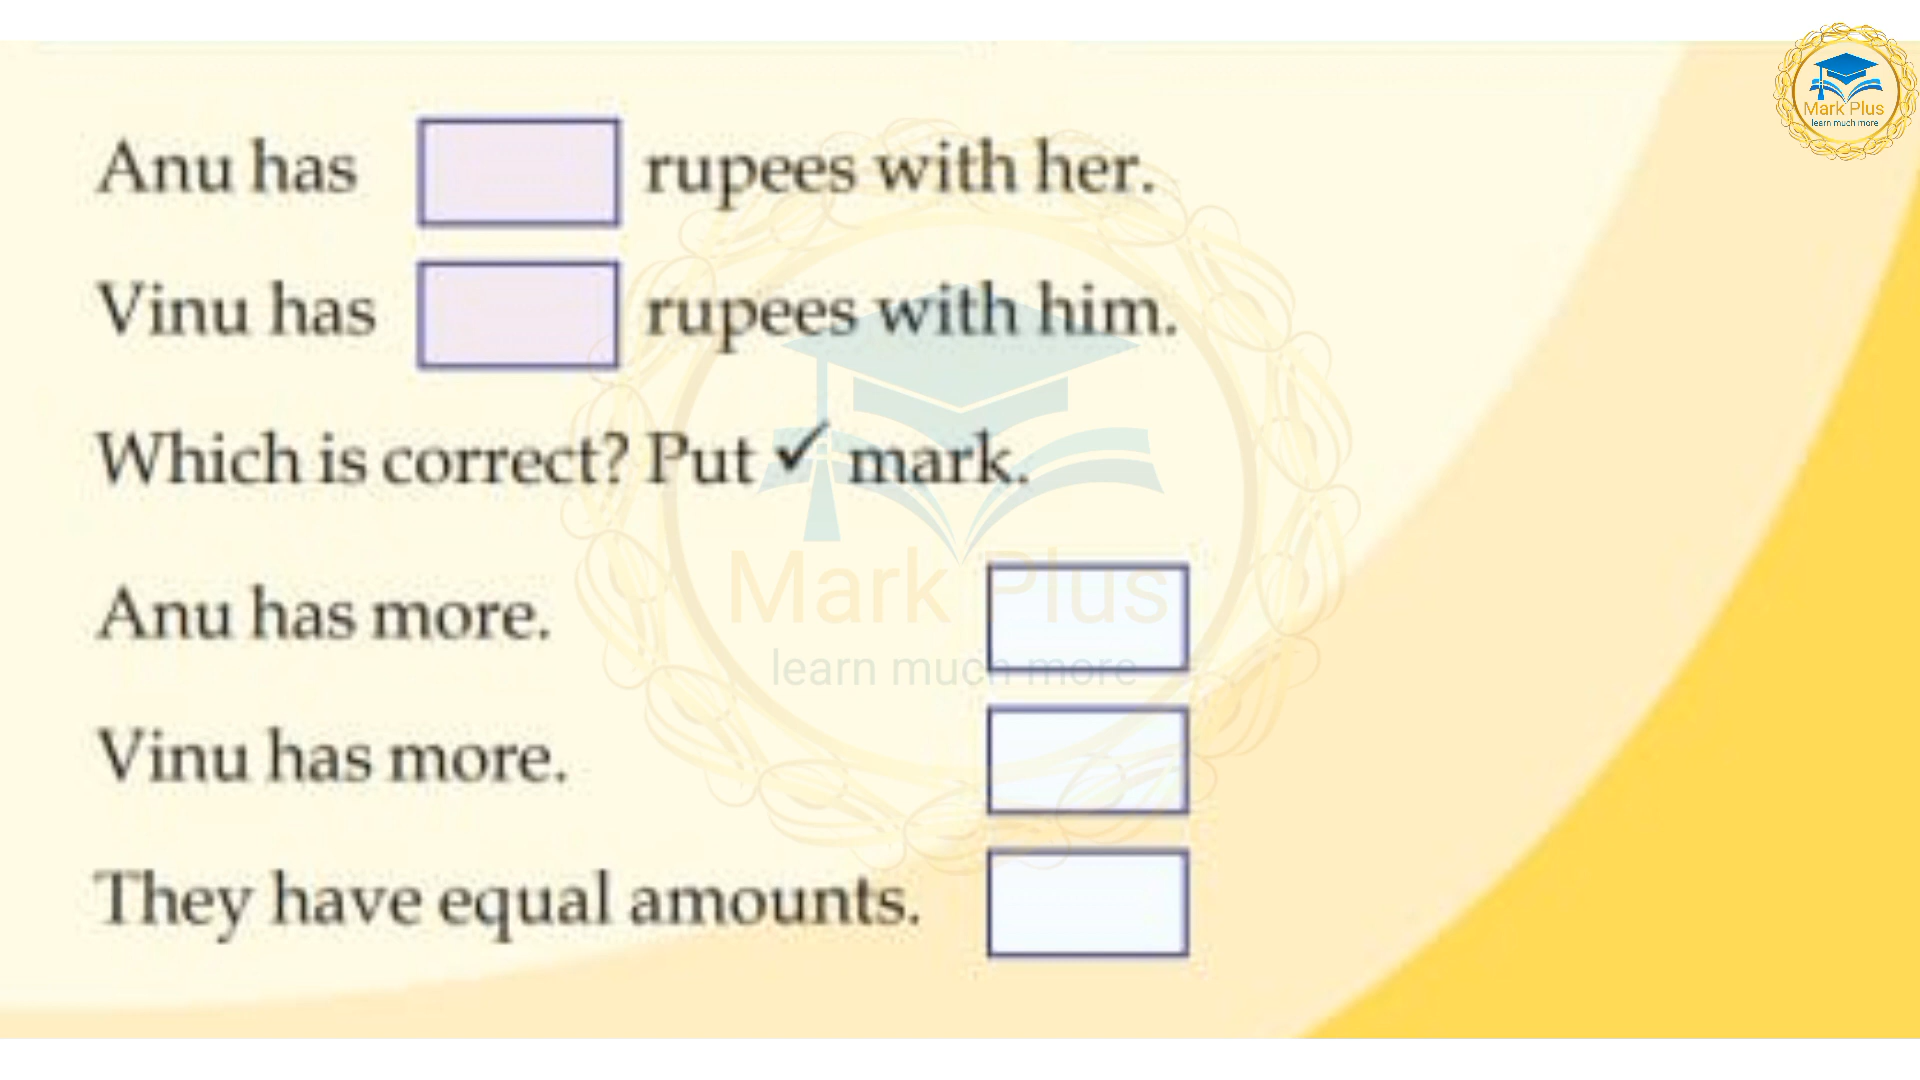 Mark Plus
learn much more
Anu has rupees with her.
Vinu has rupees with him.
Which is correct? Put ✓ mark.
Anu has more.
Mark Plus
learn much more
Vinu has more.
They have equal amounts.